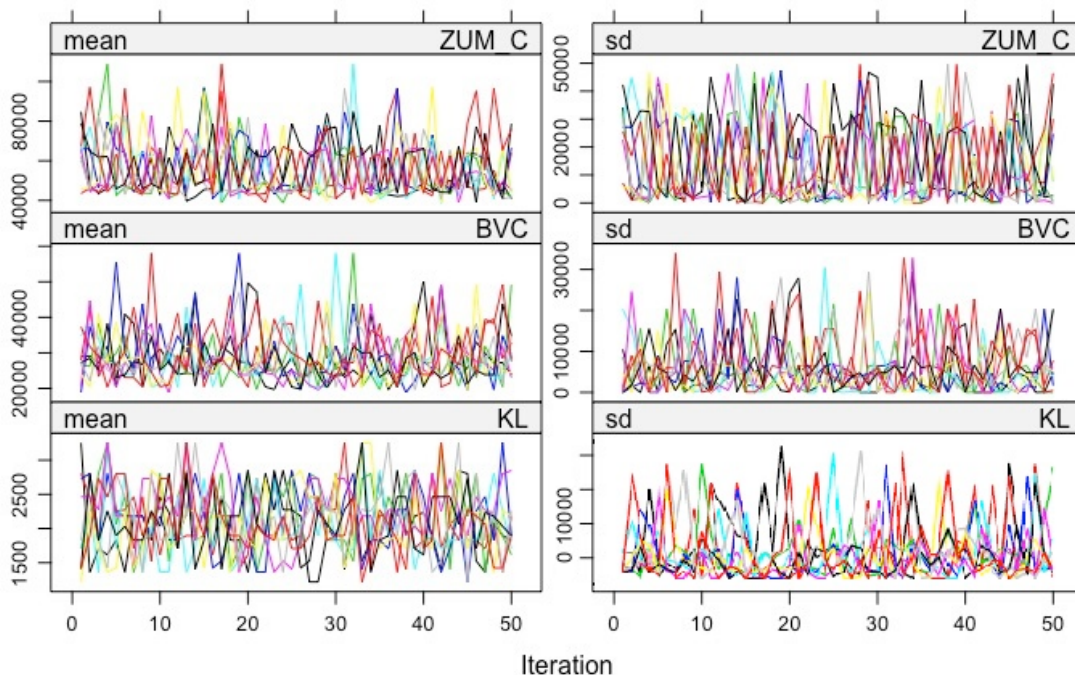 mean ZUM_C
sd ZUM_C
40000 80000
0 20000 50000
mean BVC
sd BVC
20000 40000
0 10000 30000
mean KL
sd KL
1500 2500
0 10000
0 10 20 30 40 50
0 10 20 30 40 50
Iteration